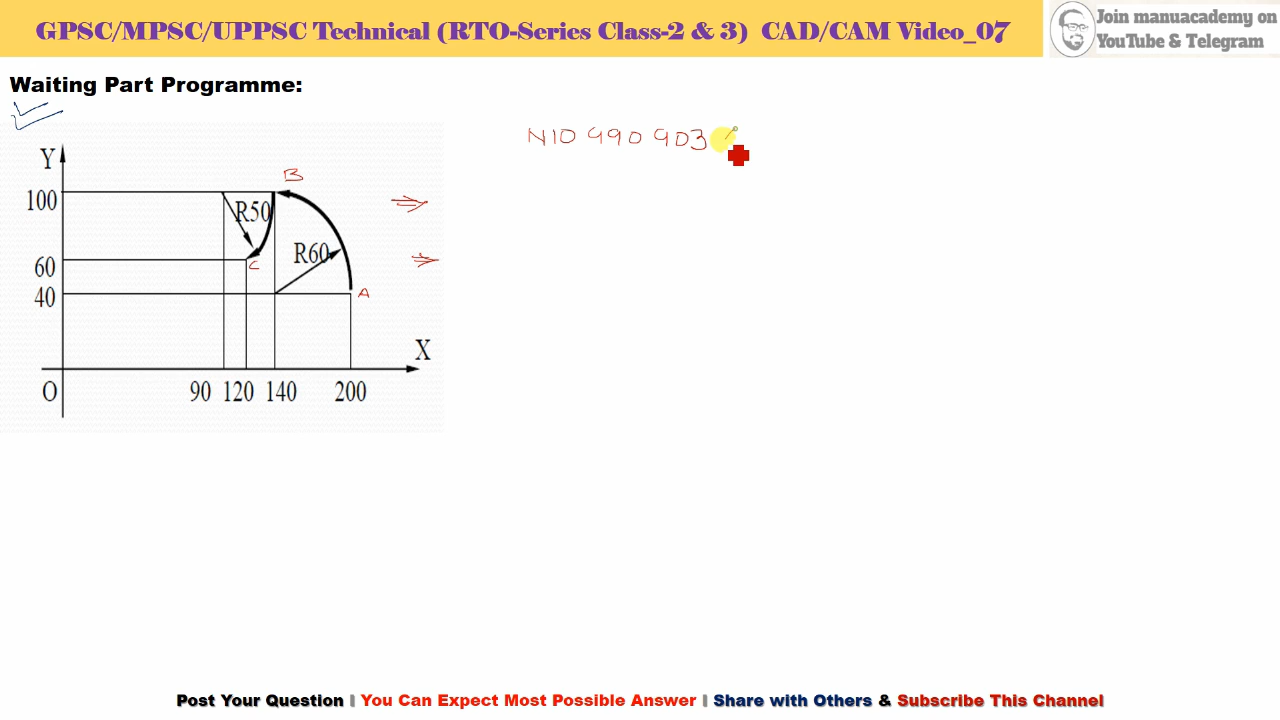 GPSC/MPSC/UPPSC Technical (RTO-Series Class-2 & 3) CAD/CAM Video_07
Join manuacademy on
YouTube & Telegram
Waiting Part Programme:
N10 G90 G03
Y
B
100
R50
R60
60
C
40
A
X
O 90 120 140 200
Post Your Question | You Can Expect Most Possible Answer | Share with Others & Subscribe This Channel